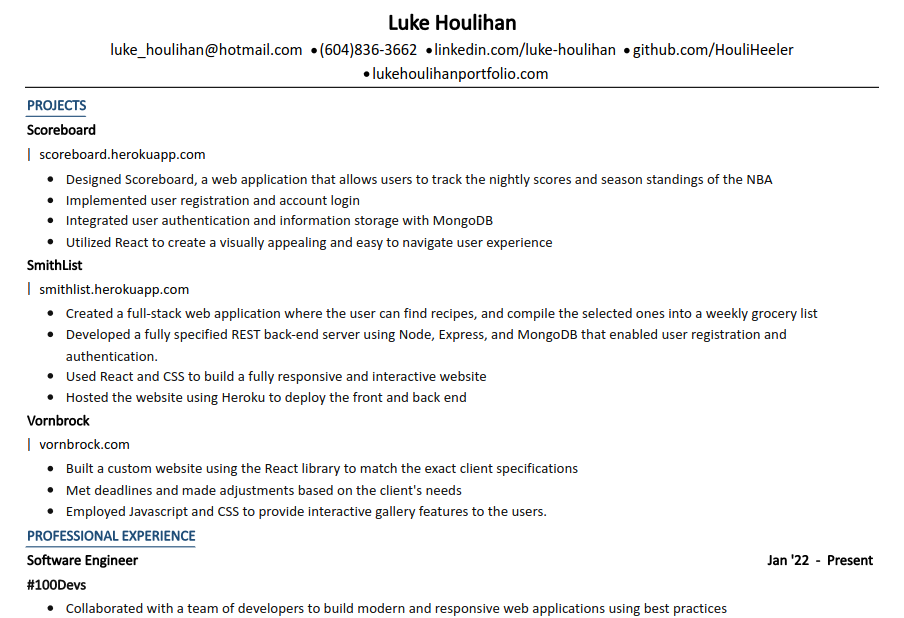 Luke Houlihan
luke_houlihan@hotmail.com •(604)836-3662 •linkedin.com/luke-houlihan •github.com/HouliHeeler
•lukehoulihanportfolio.com
PROJECTS
Scoreboard
| scoreboard.herokuapp.com
• Designed Scoreboard, a web application that allows users to track the nightly scores and season standings of the NBA
• Implemented user registration and account login
• Integrated user authentication and information storage with MongoDB
• Utilized React to create a visually appealing and easy to navigate user experience
SmithList
| smithlist.herokuapp.com
• Created a full-stack web application where the user can find recipes, and compile the selected ones into a weekly grocery list
• Developed a fully specified REST back-end server using Node, Express, and MongoDB that enabled user registration and
authentication.
• Used React and CSS to build a fully responsive and interactive website
• Hosted the website using Heroku to deploy the front and back end
Vornbrock
| vornbrock.com
• Built a custom website using the React library to match the exact client specifications
• Met deadlines and made adjustments based on the client's needs
• Employed Javascript and CSS to provide interactive gallery features to the users.
PROFESSIONAL EXPERIENCE
Software Engineer Jan '22 - Present
#100Devs
• Collaborated with a team of developers to build modern and responsive web applications using best practices